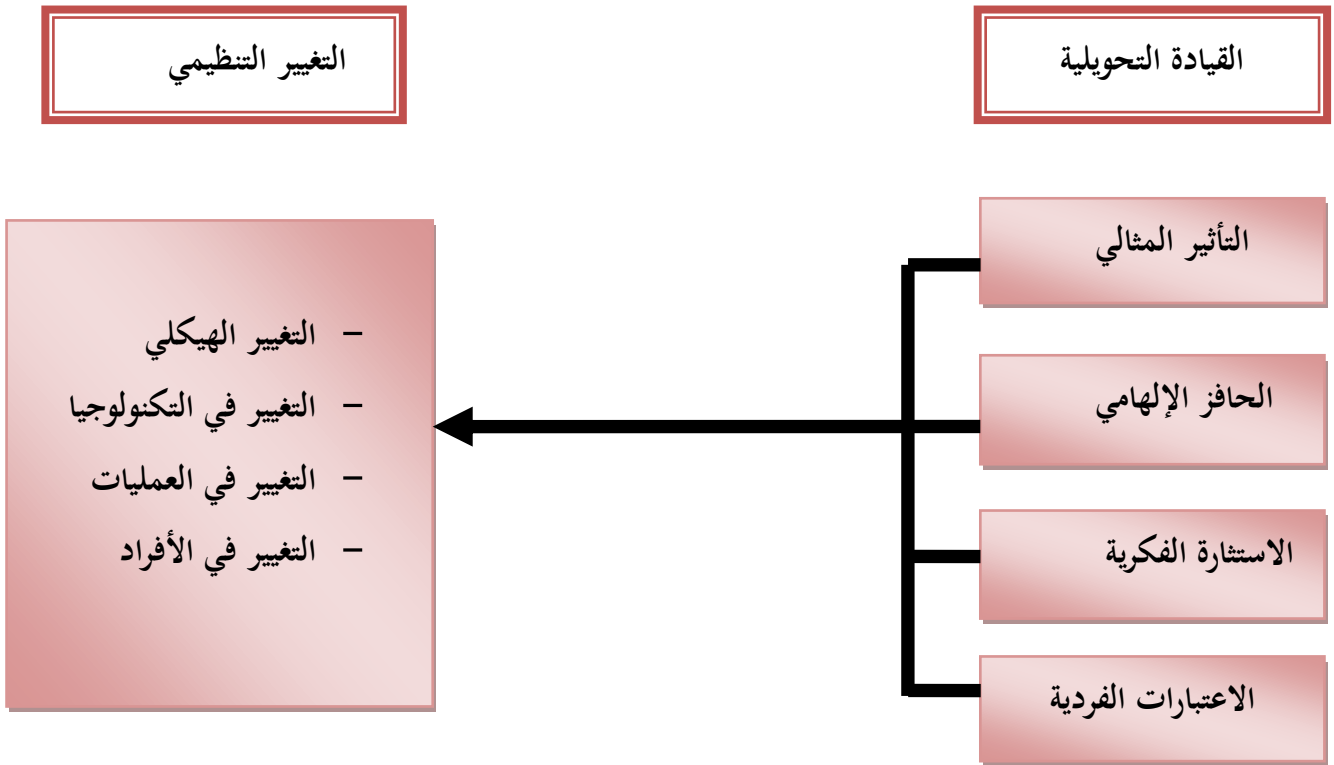 القيادة التحويلية
التغيير التنظيمي
التأثير المثالي
الحافز الإلهامي
الاستثارة الفكرية
الاعتبارات الفردية
– التغيير الهيكلي
– التغيير في التكنولوجيا
– التغيير في العمليات
– التغيير في الأفراد